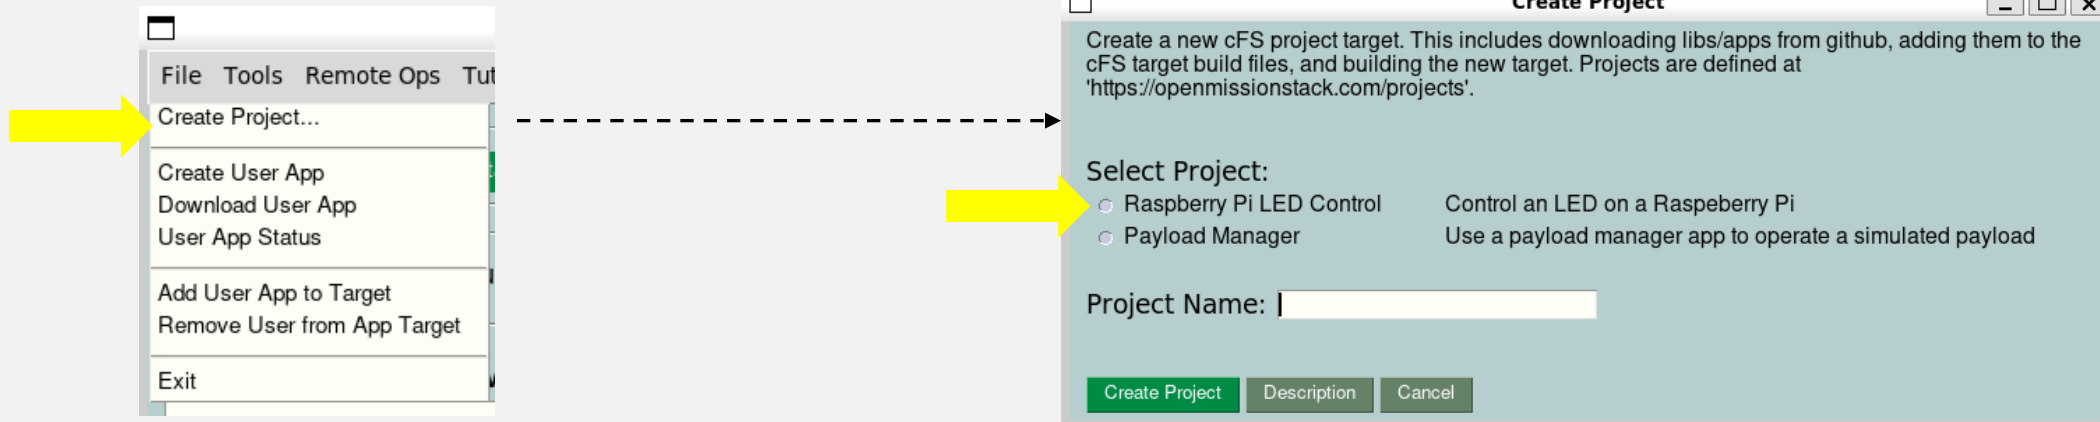 File Tools Remote Ops Tut
Create Project...
Create User App
Download User App
User App Status
Add User App to Target
Remove User from App Target
Exit
Create Project
Create a new cFS project target. This includes downloading libs/apps from github, adding them to the
cFS target build files, and building the new target. Projects are defined at
'https://openmissionstack.com/projects'.
Select Project:
Raspberry Pi LED Control Control an LED on a Raspeberry Pi
Payload Manager Use a payload manager app to operate a simulated payload
Project Name:
Create Project Description Cancel